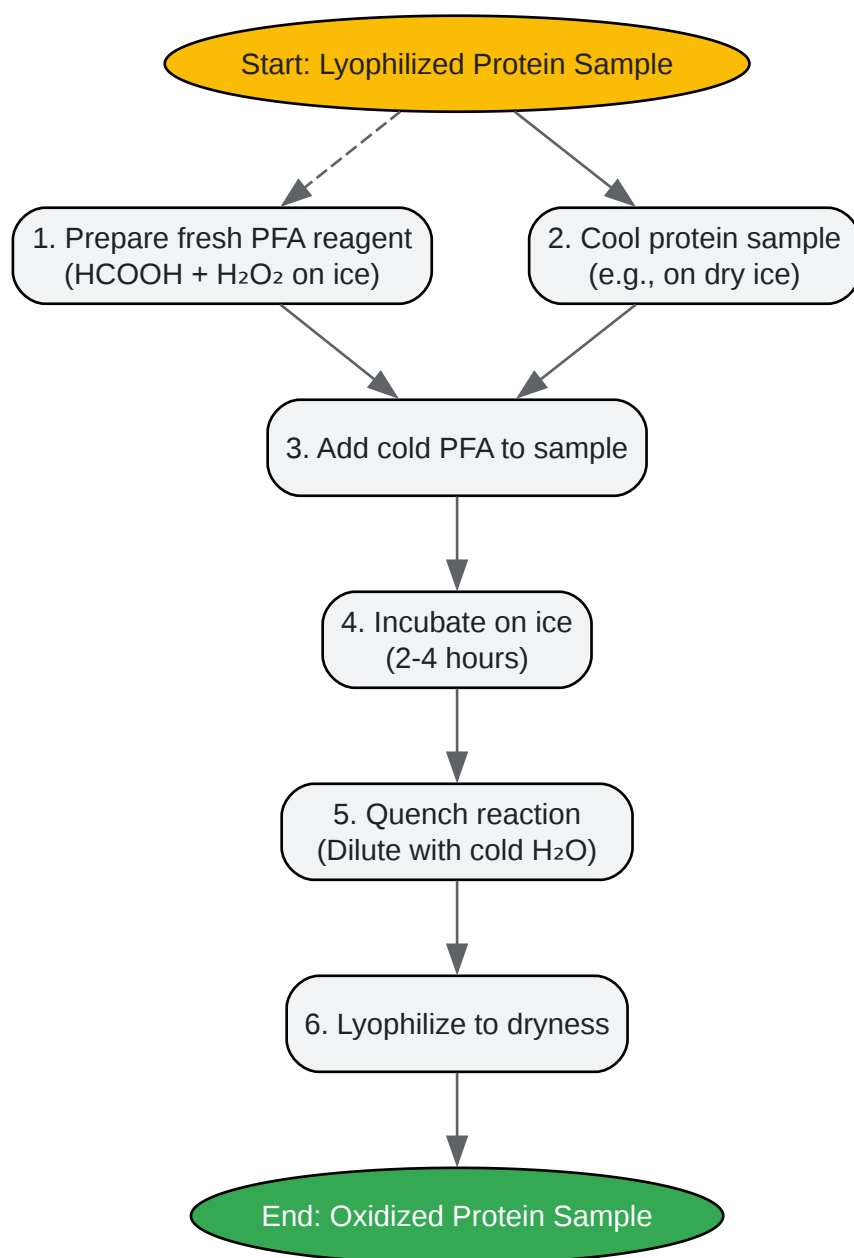 Start: Lyophilized Protein Sample
1. Prepare fresh PFA reagent
(HCOOH + H₂O₂ on ice)
2. Cool protein sample
(e.g., on dry ice)
3. Add cold PFA to sample
4. Incubate on ice
(2-4 hours)
5. Quench reaction
(Dilute with cold H₂O)
6. Lyophilize to dryness
End: Oxidized Protein Sample